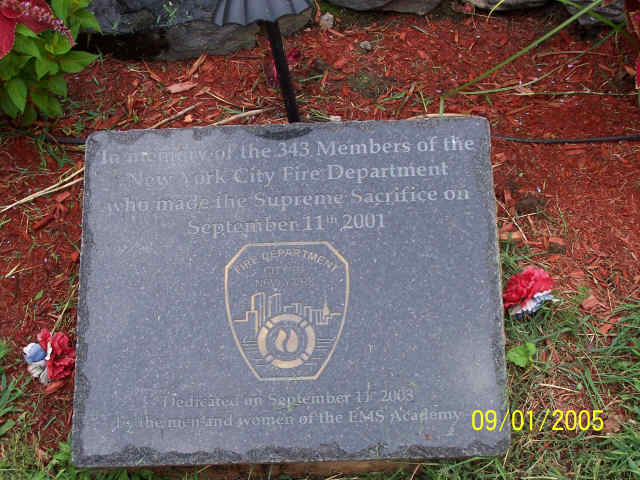 In memory of the 343 Members of the
New York City Fire Department
who made the Supreme Sacrifice on
September 11th 2001
FIRE DEPARTMENT
CITY OF
NEW YORK
Dedicated on September 11 2003
by the men and women of the EMS Academy
09/01/2005